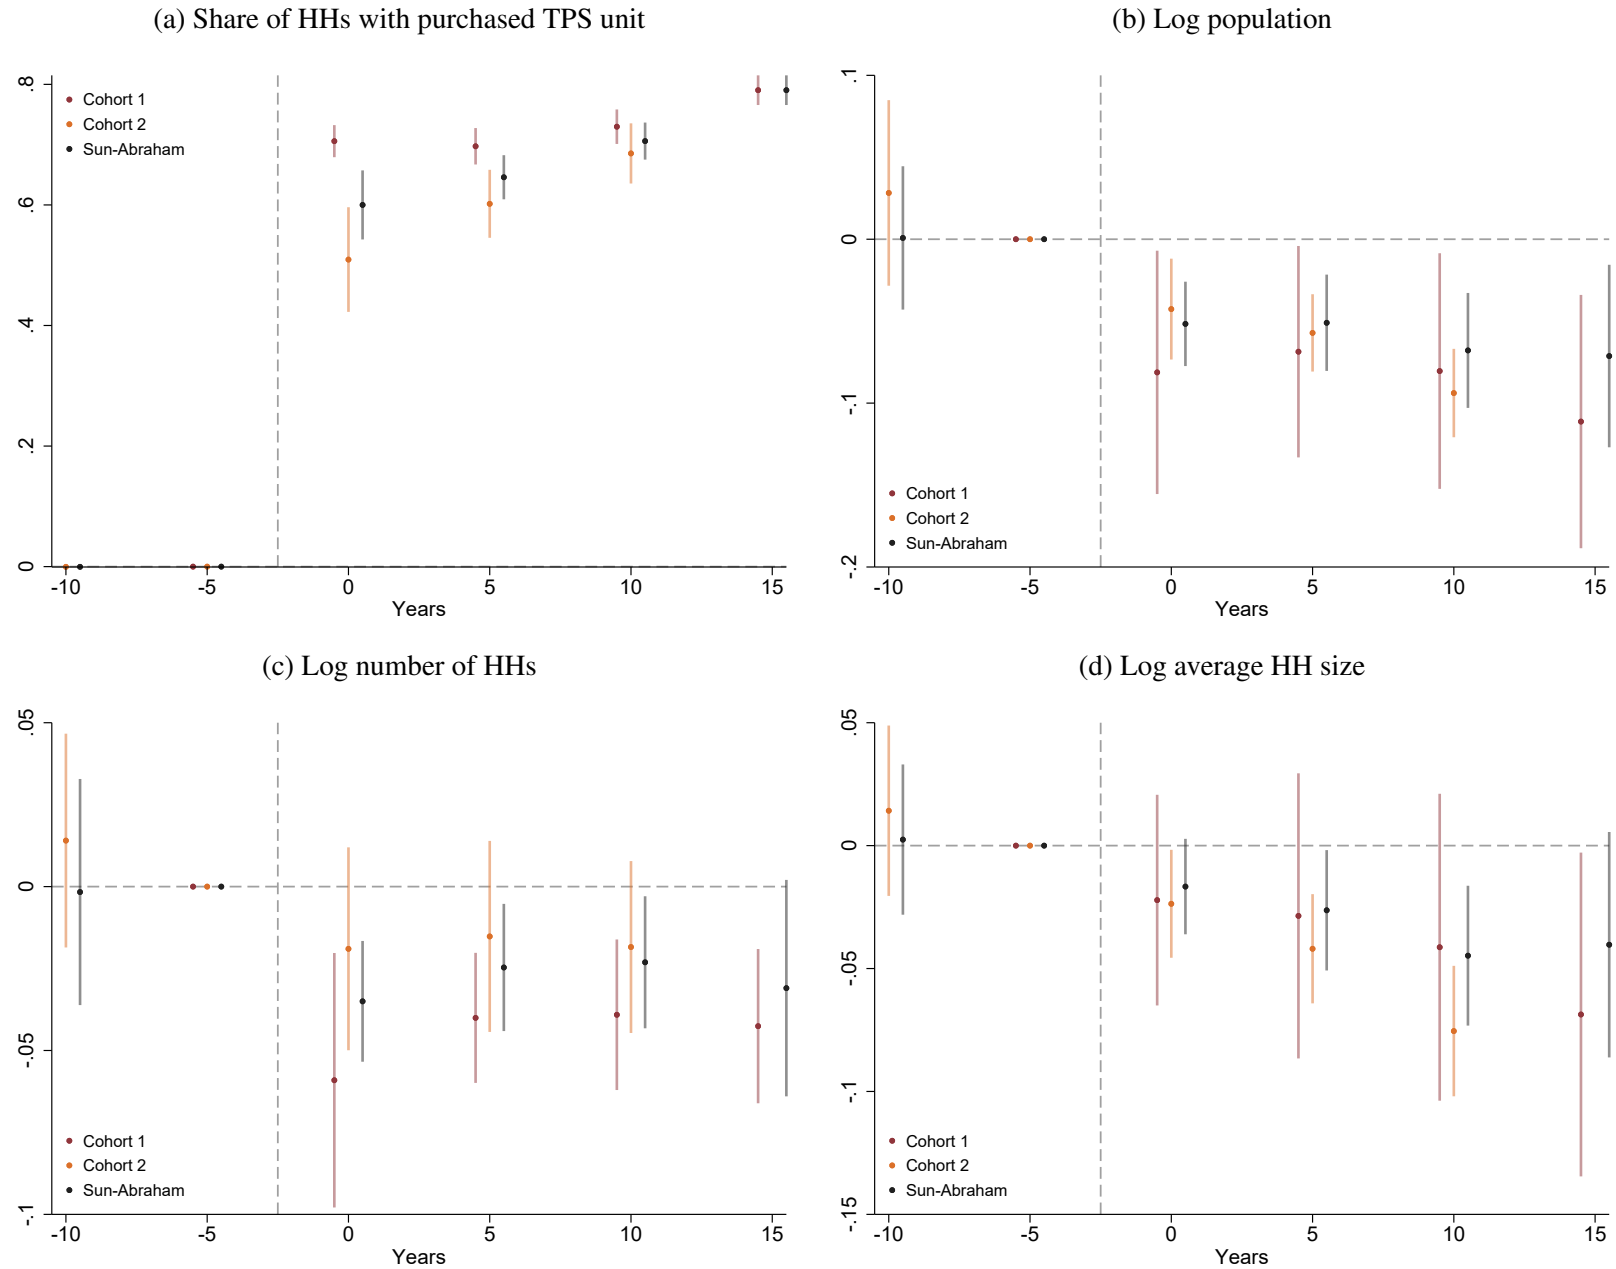 (a) Share of HHs with purchased TPS unit
.8
.6
.4
.2
0
Cohort 1
Cohort 2
Sun-Abraham
-10 -5 0 5 10 15
Years
(b) Log population
.1
0
-.1
-.2
Cohort 1
Cohort 2
Sun-Abraham
-10 -5 0 5 10 15
Years
(c) Log number of HHs
.05
0
-.05
-.1
Cohort 1
Cohort 2
Sun-Abraham
-10 -5 0 5 10 15
Years
(d) Log average HH size
.05
0
-.05
-.1
-.15
Cohort 1
Cohort 2
Sun-Abraham
-10 -5 0 5 10 15
Years